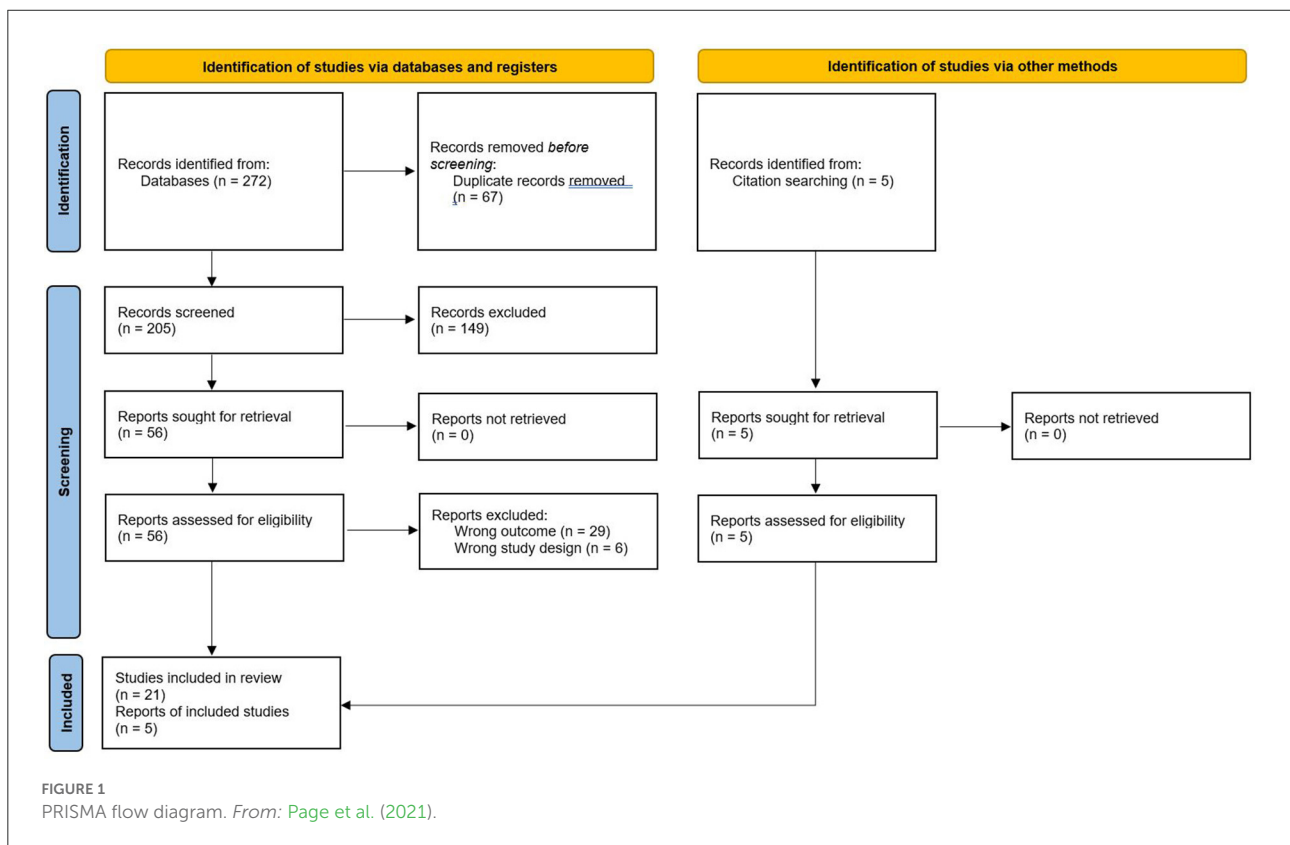 Identification of studies via databases and registers
Identification of studies via other methods
Identification
Records identified from:
Databases (n = 272)
Records removed before
screening:
Duplicate records removed
(n = 67)
Records identified from:
Citation searching (n = 5)
Screening
Records screened
(n = 205)
Records excluded
(n = 149)
Reports sought for retrieval
(n = 56)
Reports not retrieved
(n = 0)
Reports sought for retrieval
(n = 5)
Reports not retrieved
(n = 0)
Reports assessed for eligibility
(n = 56)
Reports excluded:
Wrong outcome (n = 29)
Wrong study design (n = 6)
Reports assessed for eligibility
(n = 5)
Included
Studies included in review
(n = 21)
Reports of included studies
(n = 5)
FIGURE 1
PRISMA flow diagram. From: Page et al. (2021).